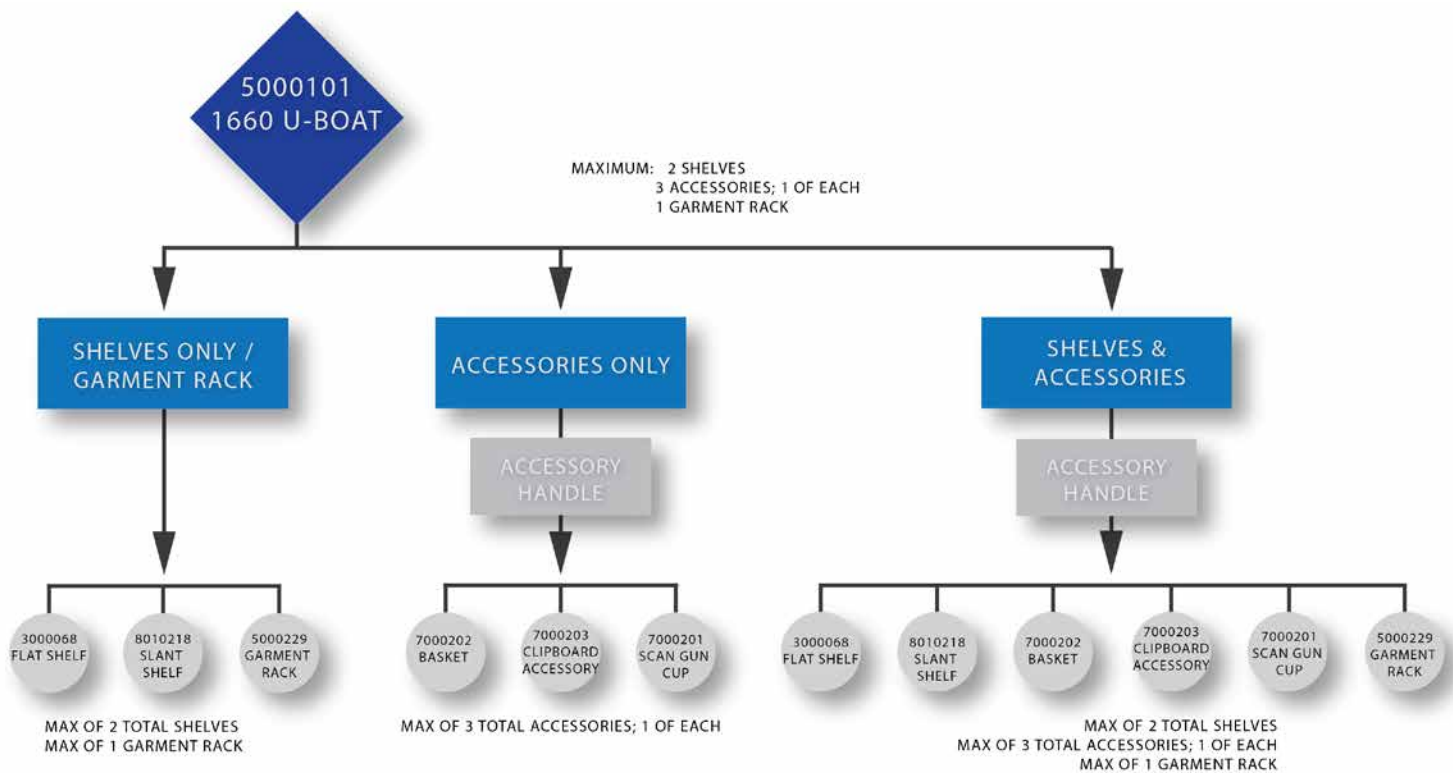 5000101
1660 U-BOAT
MAXIMUM: 2 SHELVES
3 ACCESSORIES; 1 OF EACH
1 GARMENT RACK
SHELVES ONLY /
GARMENT RACK
ACCESSORIES ONLY
SHELVES &
ACCESSORIES
ACCESSORY
HANDLE
ACCESSORY
HANDLE
3000068
FLAT SHELF
8010218
SLANT
SHELF
5000229
GARMENT
RACK
7000202
BASKET
7000203
CLIPBOARD
ACCESSORY
7000201
SCAN GUN
CUP
3000068
FLAT SHELF
8010218
SLANT
SHELF
7000202
BASKET
7000203
CLIPBOARD
ACCESSORY
7000201
SCAN GUN
CUP
5000229
GARMENT
RACK
MAX OF 2 TOTAL SHELVES
MAX OF 1 GARMENT RACK
MAX OF 3 TOTAL ACCESSORIES; 1 OF EACH
MAX OF 2 TOTAL SHELVES
MAX OF 3 TOTAL ACCESSORIES; 1 OF EACH
MAX OF 1 GARMENT RACK